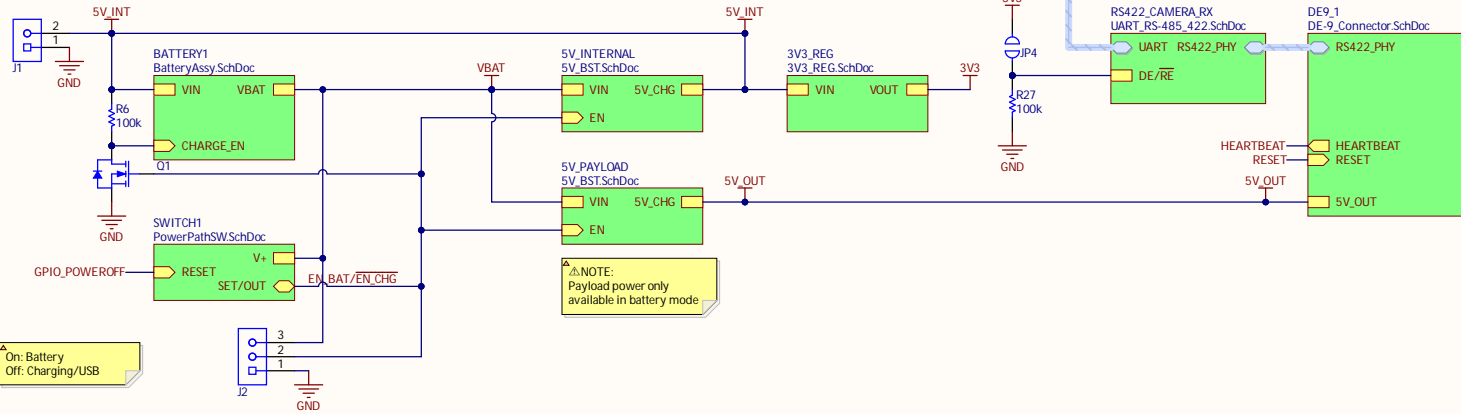 5V_INT
2
1
J1
GND
BATTERY1
BatteryAssy.SchDoc
VIN
VBAT
R6
100k
CHARGE_EN
Q1
GND
SWITCH1
PowerPathSW.SchDoc
V+
GPIO_POWEROFF
RESET
SET/OUT
EN_BAT/EN_CHG
3
2
1
J2
GND
On: Battery
Off: Charging/USB
VBAT
5V_INTERNAL
5V_BST.SchDoc
VIN
5V_CHG
EN
5V_INT
5V_PAYLOAD
5V_BST.SchDoc
VIN
5V_CHG
EN
5V_OUT
⚠NOTE:
Payload power only
available in battery mode
3V3_REG
3V3_REG.SchDoc
VIN
VOUT
3V3
JP4
R27
100k
GND
RS422_CAMERA_RX
UART_RS-485_422.SchDoc
UART
RS422_PHY
DE/RE
DE9_1
DE-9_Connector.SchDoc
RS422_PHY
HEARTBEAT
HEARTBEAT
RESET
RESET
5V_OUT
5V_OUT